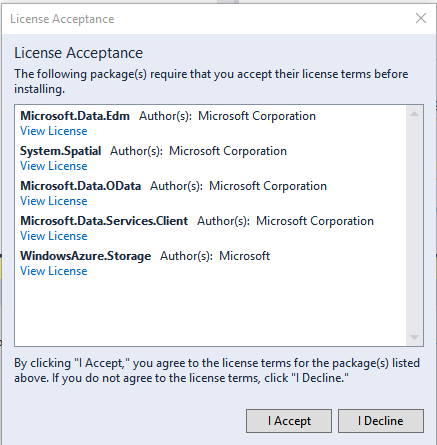 License Acceptance
License Acceptance
The following package(s) require that you accept their license terms before
installing.
Microsoft.Data.Edm Author(s): Microsoft Corporation
View License
System.Spatial Author(s): Microsoft Corporation
View License
Microsoft.Data.OData Author(s): Microsoft Corporation
View License
Microsoft.Data.Services.Client Author(s): Microsoft Corporation
View License
WindowsAzure.Storage Author(s): Microsoft
View License
By clicking "I Accept," you agree to the license terms for the package(s) listed
above. If you do not agree to the license terms, click "I Decline."
I Accept I Decline